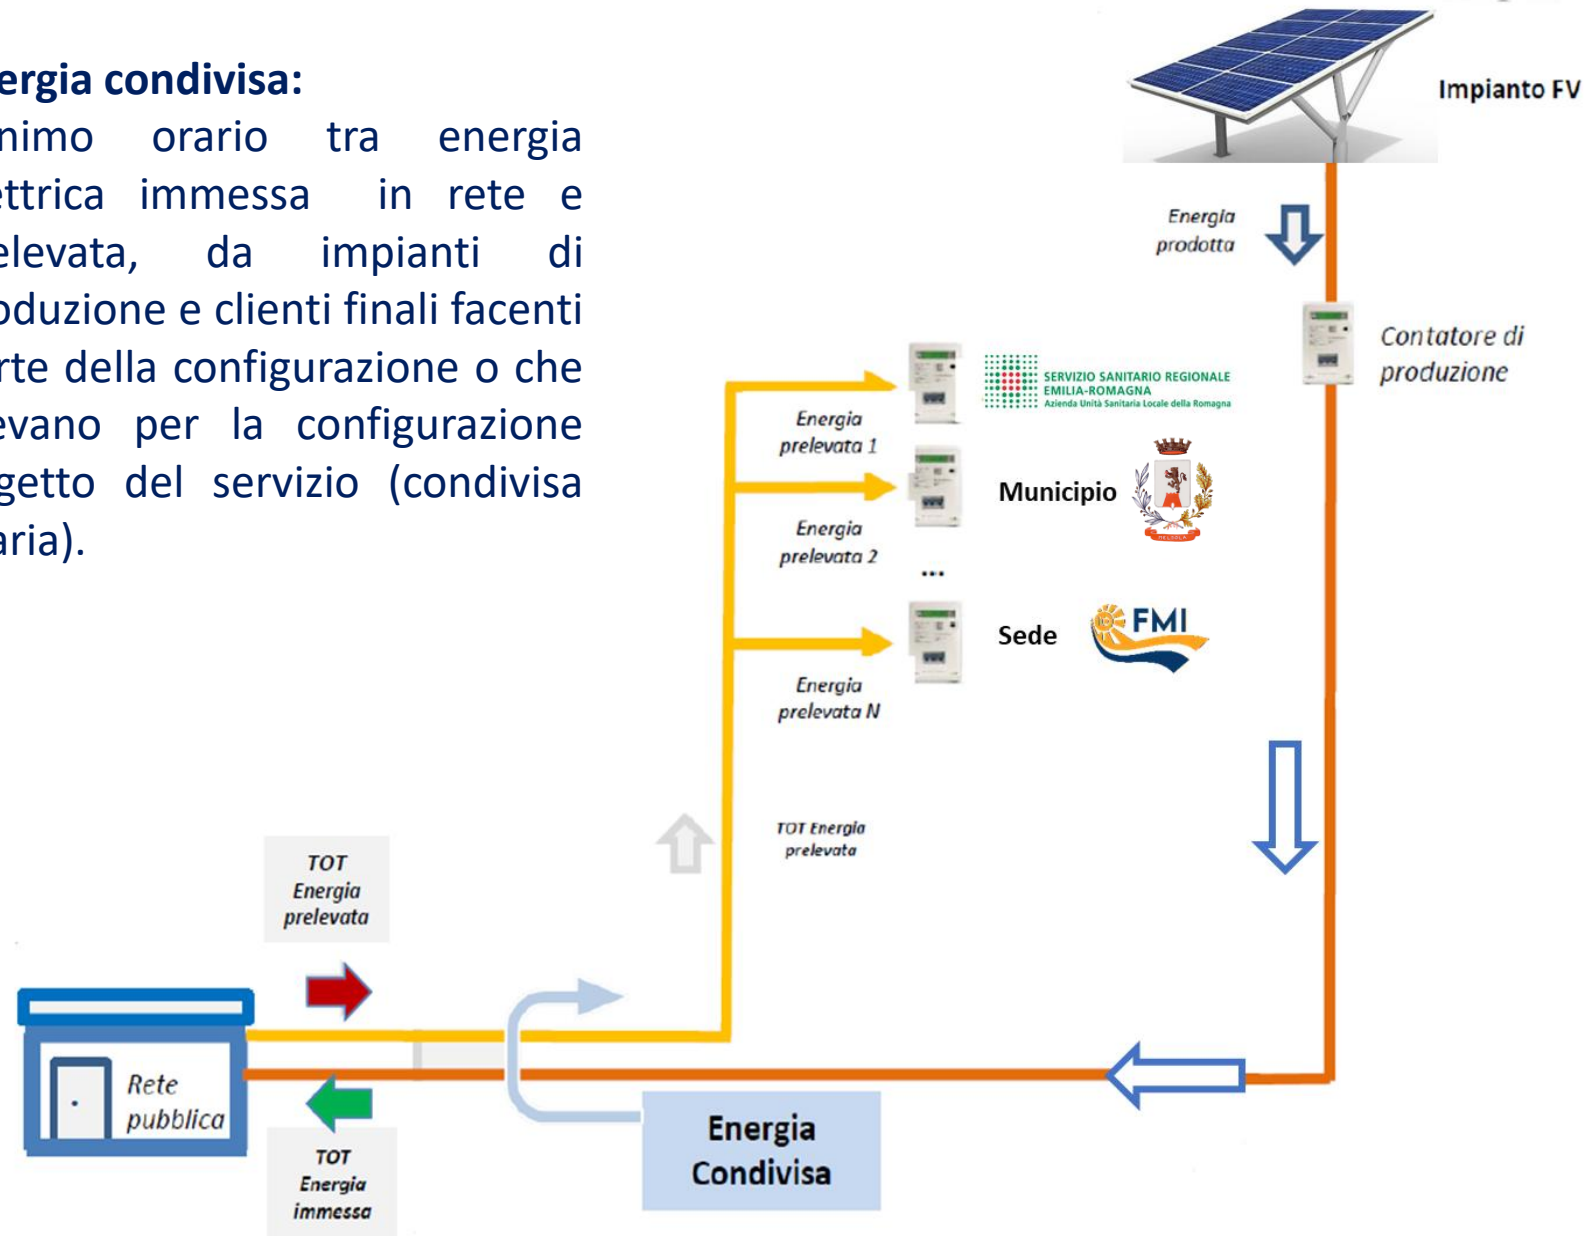 ergia condivisa:
nimo orario tra energia
ettrica immessa in rete e
elevata, da impianti di
oduzione e clienti finali facenti
rte della configurazione o che
evano per la configurazione
getto del servizio (condivisa
aria).
Impianto FV
Energia
prodotta
Contatore di
produzione
SERVIZIO SANITARIO REGIONALE
EMILIA-ROMAGNA
Azienda Unità Sanitaria Locale della Romagna
Energia
prelevata 1
Municipio
MELDOLA
Energia
prelevata 2
...
Sede
FMI
Energia
prelevata N
TOT Energia
prelevata
TOT
Energia
prelevata
Rete
pubblica
TOT
Energia
immessa
Energia
Condivisa